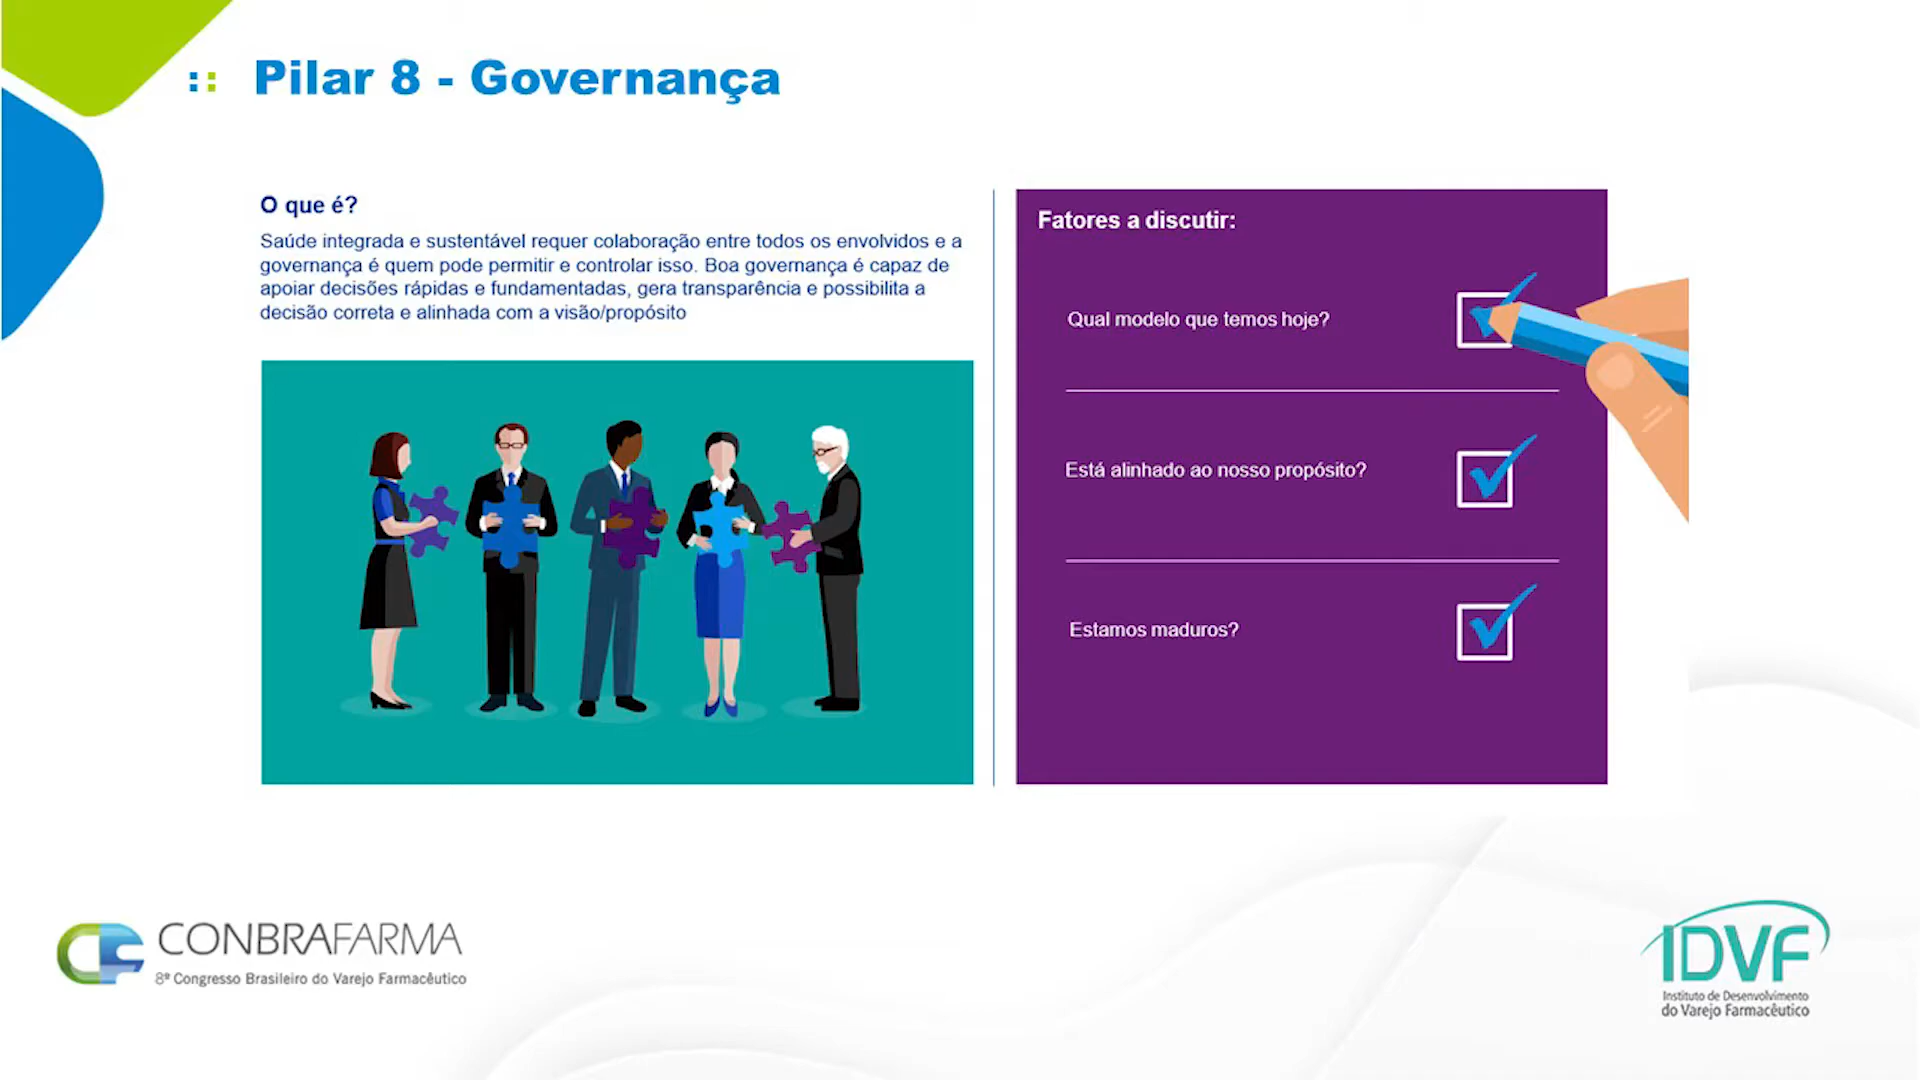 Pilar 8 - Governança
O que é?
Saúde integrada e sustentável requer colaboração entre todos os envolvidos e a
governança é quem pode permitir e controlar isso. Boa governança é capaz de
apoiar decisões rápidas e fundamentadas, gera transparência e possibilita a
decisão correta e alinhada com a visão/propósito
Fatores a discutir:
Qual modelo que temos hoje?
Está alinhado ao nosso propósito?
Estamos maduros?
CONBRAFARMA
8º Congresso Brasileiro do Varejo Farmacêutico
IDVF
Instituto de Desenvolvimento
do Varejo Farmacêutico